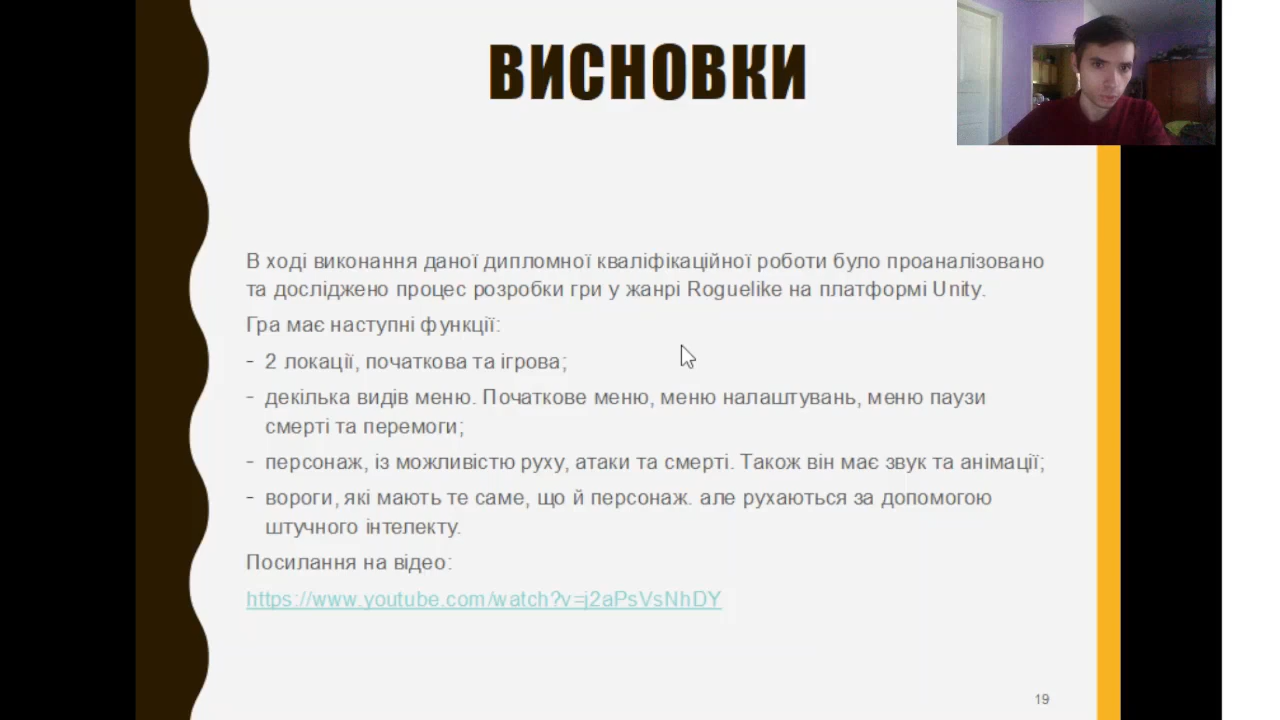 ВИСНОВКИ
В ході виконання даної дипломної кваліфікаційної роботи було проаналізовано
та досліджено процес розробки гри у жанрі Roguelike на платформі Unity.
Гра має наступні функції:
- 2 локації, початкова та ігрова;
- декілька видів меню. Початкове меню, меню налаштувань, меню паузи
смерті та перемоги;
- персонаж, із можливістю руху, атаки та смерті. Також він має звук та анімації;
- вороги, які мають те саме, що й персонаж. але рухаються за допомогою
штучного інтелекту.
Посилання на відео:
https://www.youtube.com/watch?v=j2aPsVsNhDY
19